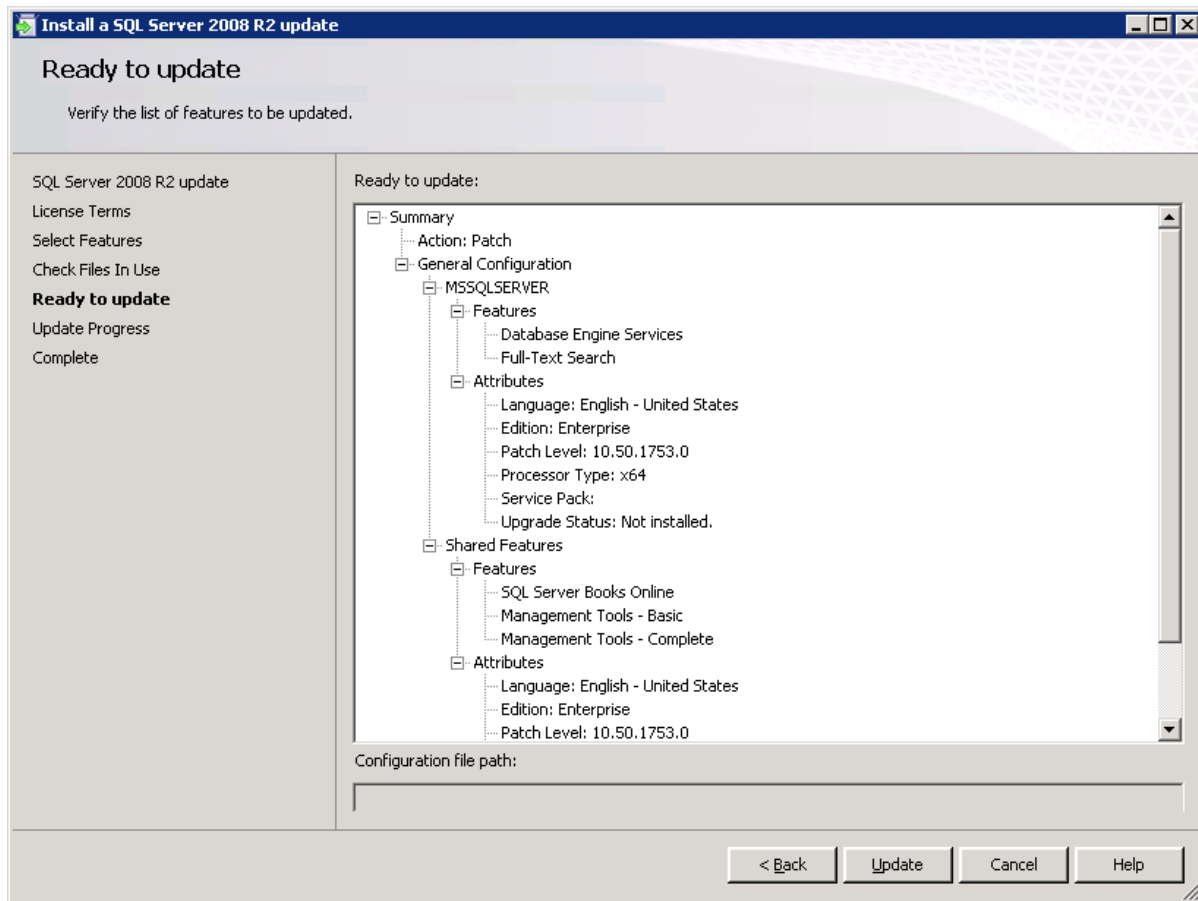 Install a SQL Server 2008 R2 update
Ready to update
Verify the list of features to be updated.
SQL Server 2008 R2 update
License Terms
Select Features
Check Files In Use
Ready to update
Update Progress
Complete
Ready to update:
Summary
Action: Patch
General Configuration
MSSQLSERVER
Features
Database Engine Services
Full-Text Search
Attributes
Language: English - United States
Edition: Enterprise
Patch Level: 10.50.1753.0
Processor Type: x64
Service Pack:
Upgrade Status: Not installed.
Shared Features
Features
SQL Server Books Online
Management Tools - Basic
Management Tools - Complete
Attributes
Language: English - United States
Edition: Enterprise
Patch Level: 10.50.1753.0
Configuration file path:
< Back
Update
Cancel
Help